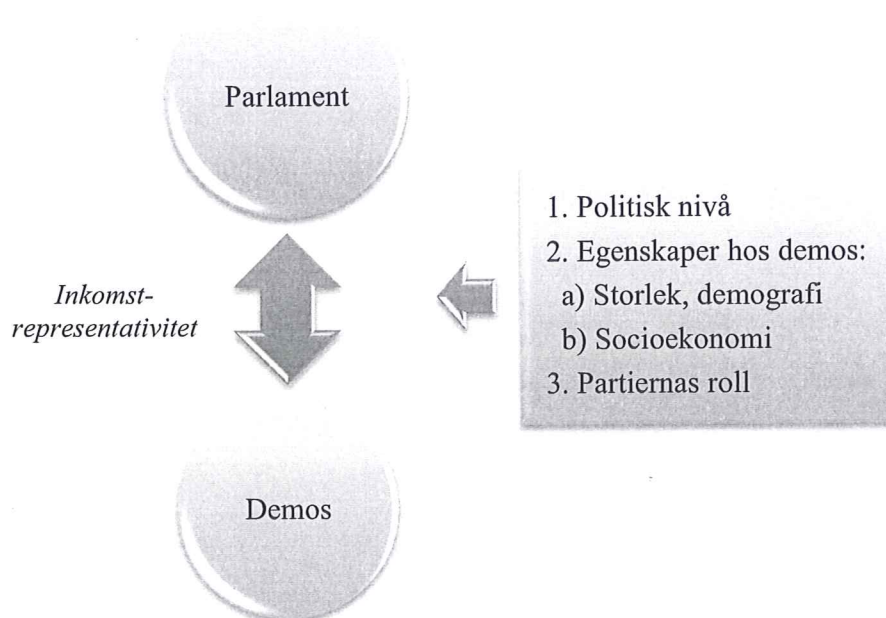 Parlament
Inkomst-
representativitet
1. Politisk nivå
2. Egenskaper hos demos:
a) Storlek, demografi
b) Socioekonomi
3. Partiernas roll
Demos